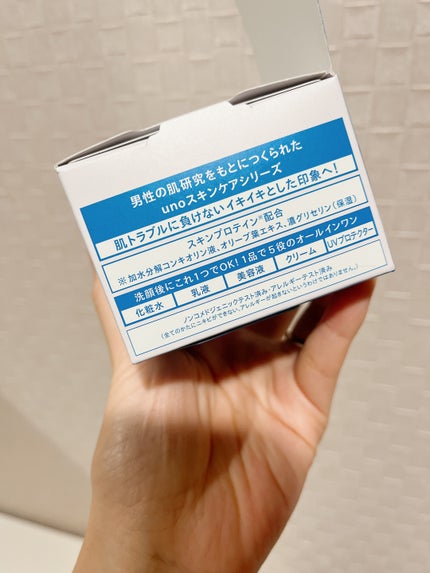 男性の肌研究をもとにつくられた
unoスキンケアシリーズ
肌トラブルに負けないイキイキとした印象へ!
スキンプロテイン※配合
※加水分解コンキオリン液、オリーブ葉エキス、濃グリセリン(保湿)
洗顔後にこれ1つでOK! 1品で5役のオールインワン
化粧水 乳液 美容液 クリーム UVプロテクター
ノンコメドジェニックテスト済み・アレルギーテスト済み
(全てのかたにニキビができない、アレルギーが起きないというわけではありません。)